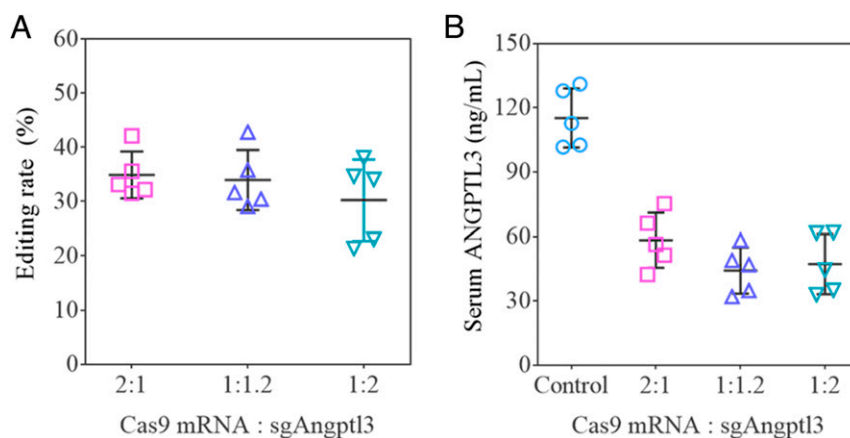 A
Editing rate (%)
60
50
40
30
20
10
0
2:1 1:1.2 1:2
Cas9 mRNA : sgAngptl3
B
Serum ANGPTL3 (ng/mL)
150
120
90
60
30
0
Control 2:1 1:1.2 1:2
Cas9 mRNA : sgAngptl3